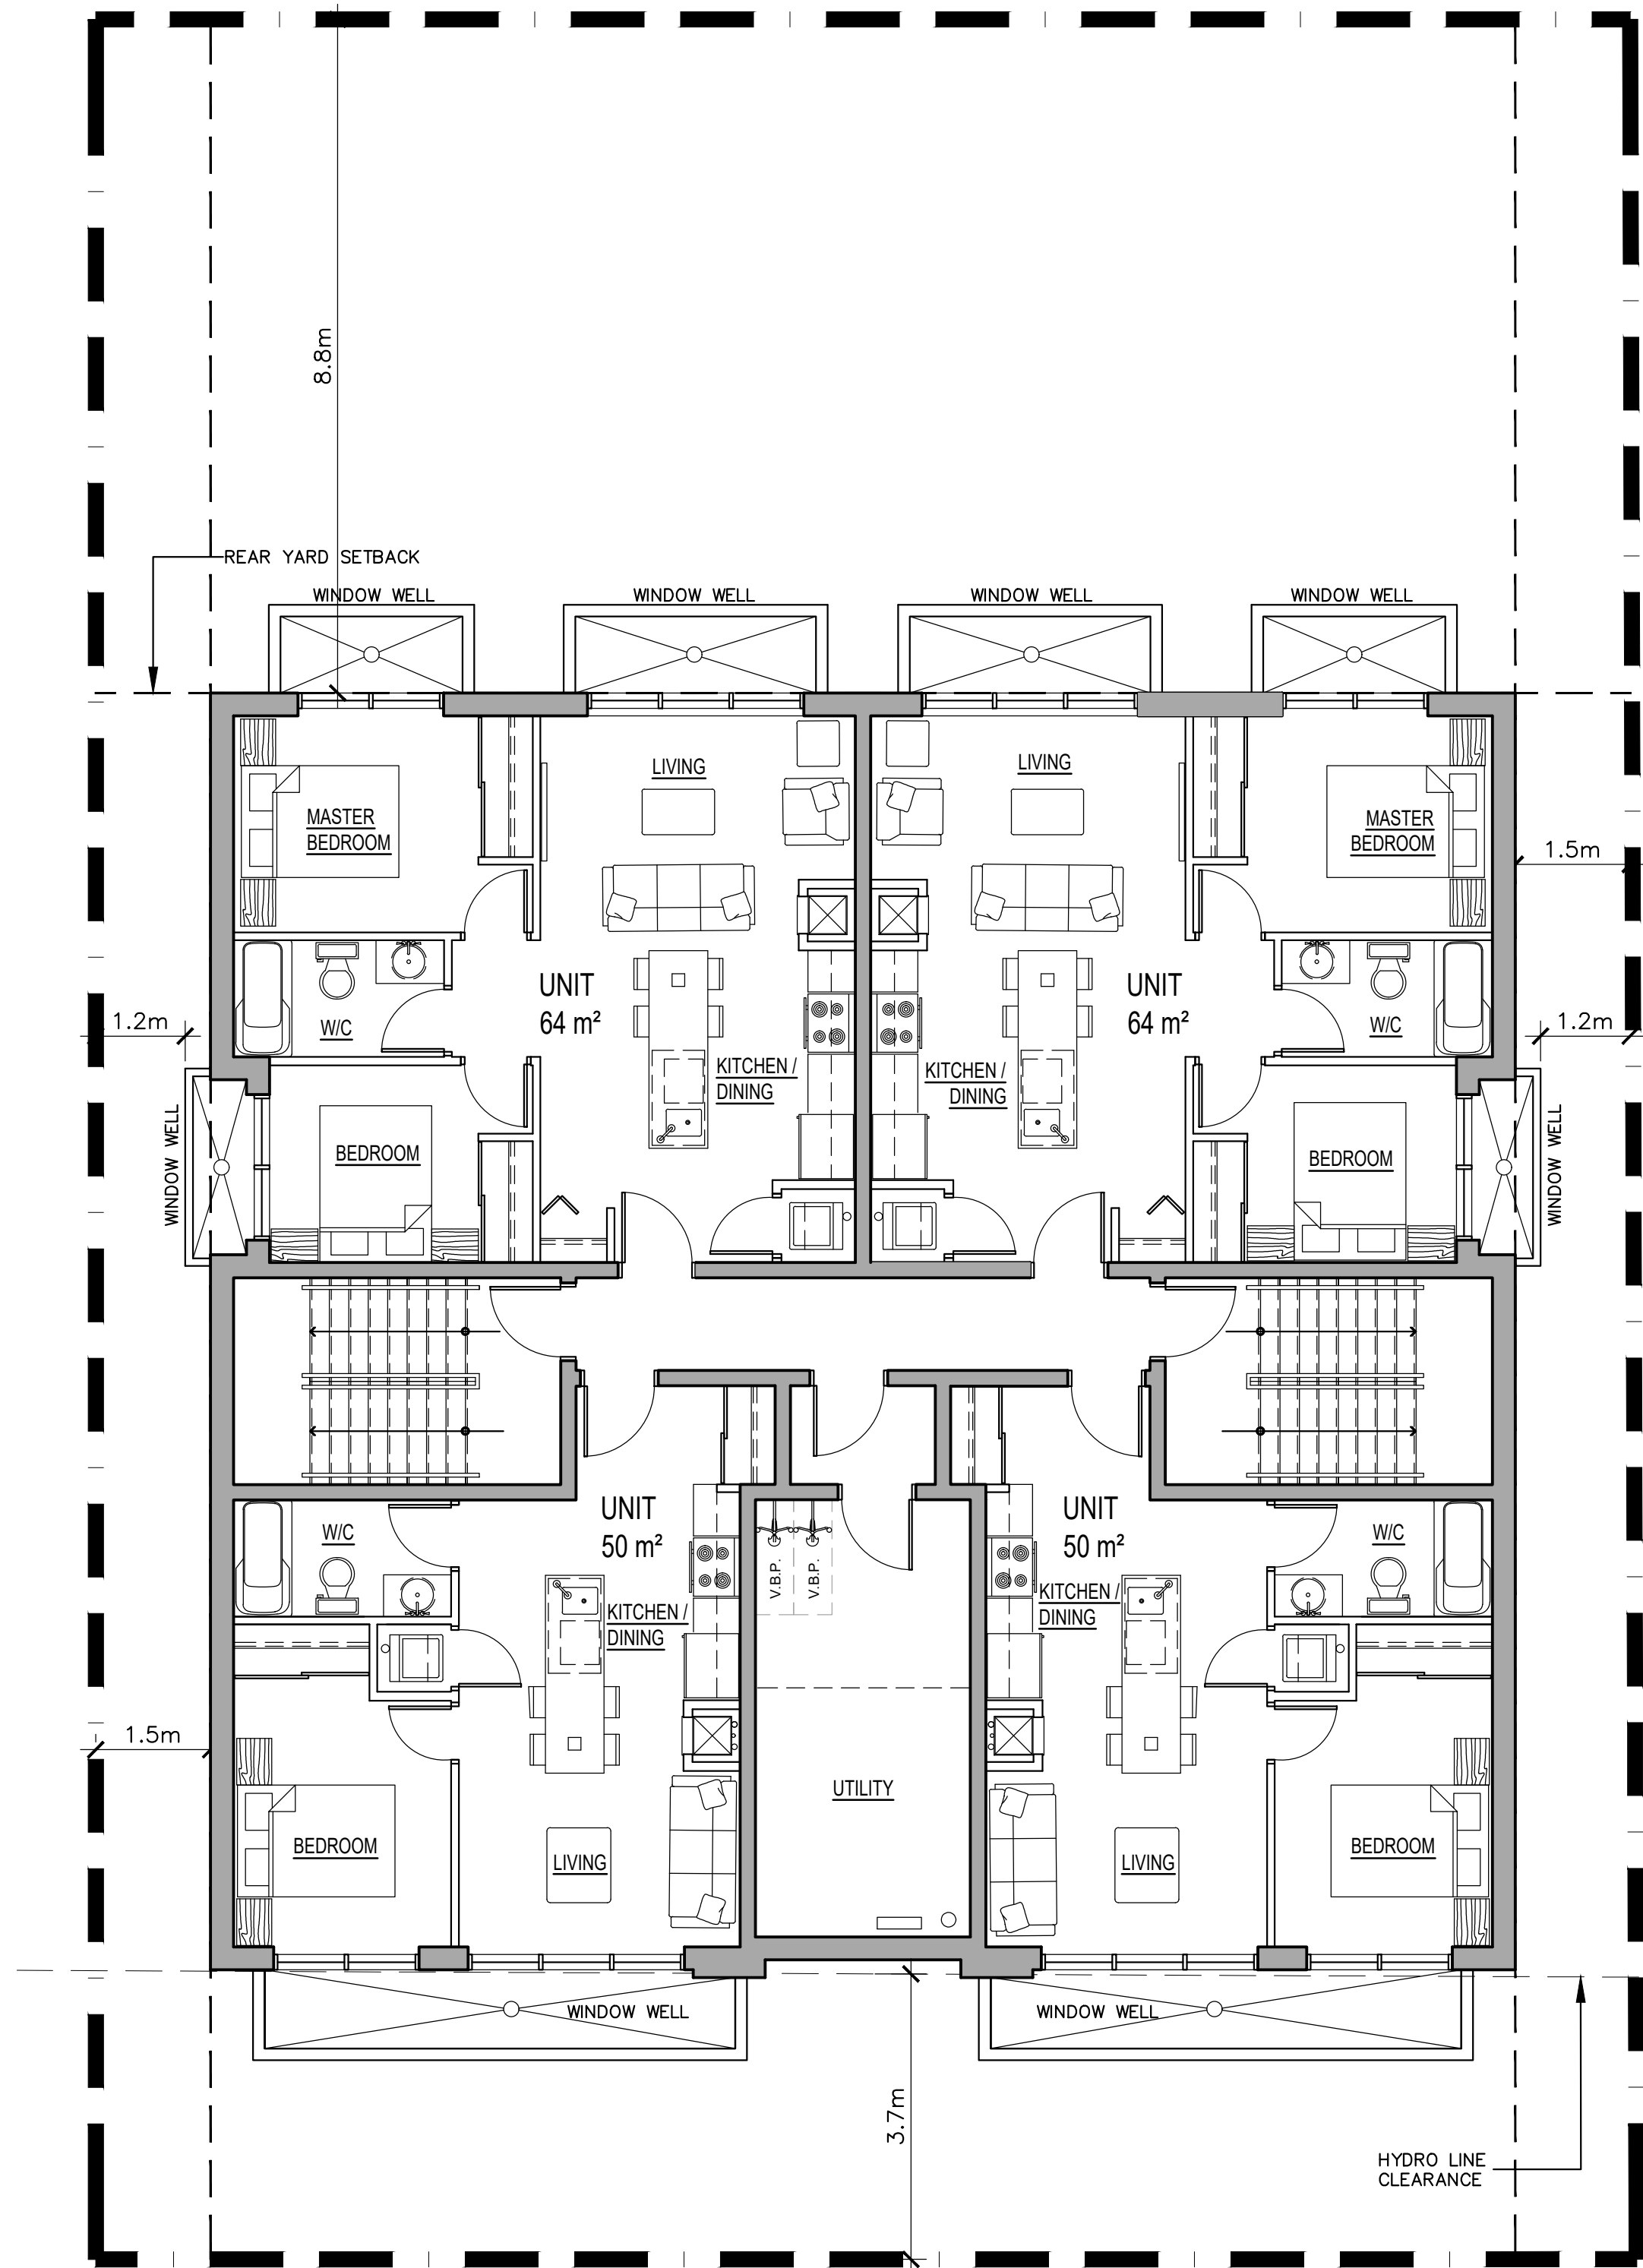 8.8m
REAR YARD SETBACK
WINDOW WELL
WINDOW WELL
WINDOW WELL
WINDOW WELL
LIVING
LIVING
MASTER
BEDROOM
MASTER
BEDROOM
1.5m
UNIT
64 m²
UNIT
64 m²
1.2m
W/C
W/C
1.2m
KITCHEN /
DINING
KITCHEN /
DINING
WINDOW WELL
BEDROOM
BEDROOM
WINDOW WELL
UNIT
50 m²
UNIT
50 m²
W/C
W/C
V.B.P.
V.B.P.
KITCHEN /
DINING
KITCHEN /
DINING
1.5m
UTILITY
BEDROOM
LIVING
LIVING
BEDROOM
WINDOW WELL
WINDOW WELL
3.7m
HYDRO LINE
CLEARANCE